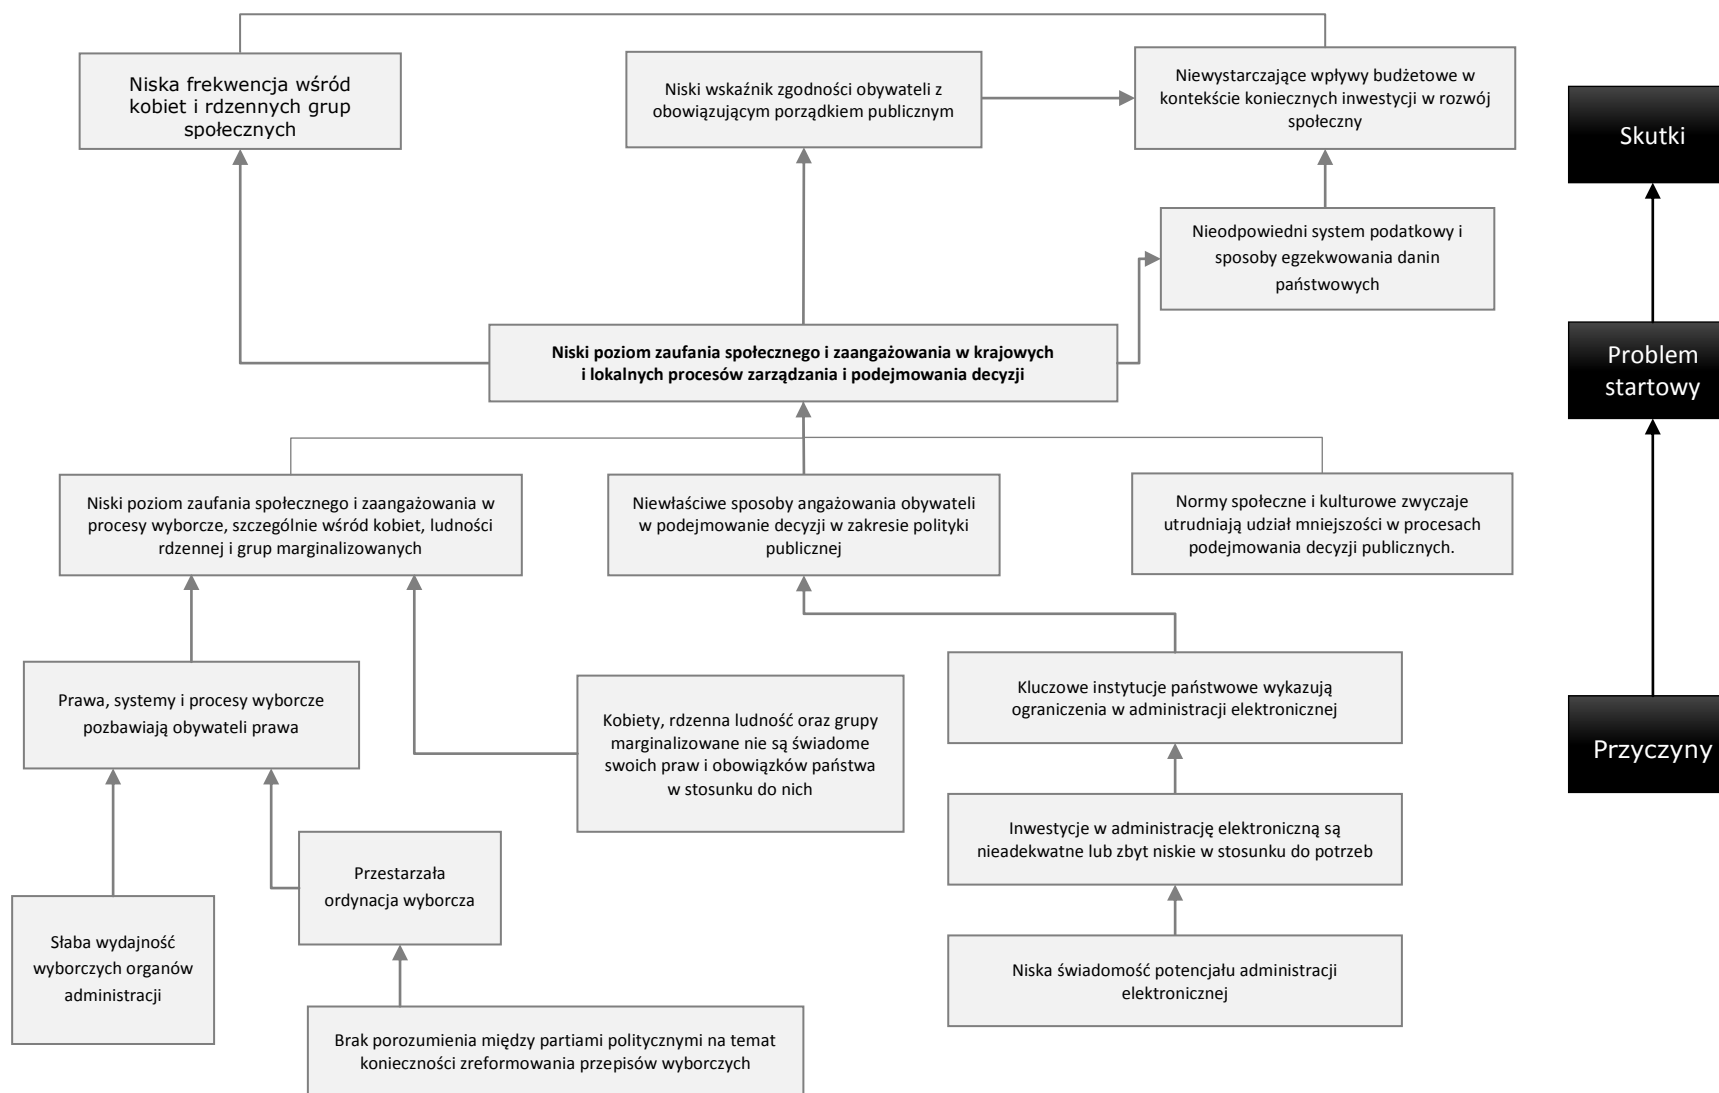 Niska frekwencja wśród
kobiet i rdzennych grup
społecznych
Niski wskaźnik zgodności obywateli z
obowiązującym porządkiem publicznym
Niewystarczające wpływy budżetowe w
kontekście koniecznych inwestycji w rozwój
społeczny
Skutki
Nieodpowiedni system podatkowy i
sposoby egzekwowania danin
państwowych
Niski poziom zaufania społecznego i zaangażowania w krajowych
i lokalnych procesów zarządzania i podejmowania decyzji
Problem
startowy
Niski poziom zaufania społecznego i zaangażowania w
procesy wyborcze, szczególnie wśród kobiet, ludności
rdzennej i grup marginalizowanych
Niewłaściwe sposoby angażowania obywateli
w podejmowanie decyzji w zakresie polityki
publicznej
Normy społeczne i kulturowe zwyczaje
utrudniają udział mniejszości w procesach
podejmowania decyzji publicznych.
Prawa, systemy i procesy wyborcze
pozbawiają obywateli prawa
Kobiety, rdzenna ludność oraz grupy
marginalizowane nie są świadome
swoich praw i obowiązków państwa
w stosunku do nich
Kluczowe instytucje państwowe wykazują
ograniczenia w administracji elektronicznej
Przyczyny
Inwestycje w administrację elektroniczną są
nieadekwatne lub zbyt niskie w stosunku do potrzeb
Przestarzała
ordynacja wyborcza
Słaba wydajność
wyborczych organów
administracji
Niska świadomość potencjału administracji
elektronicznej
Brak porozumienia między partiami politycznymi na temat
konieczności zreformowania przepisów wyborczych